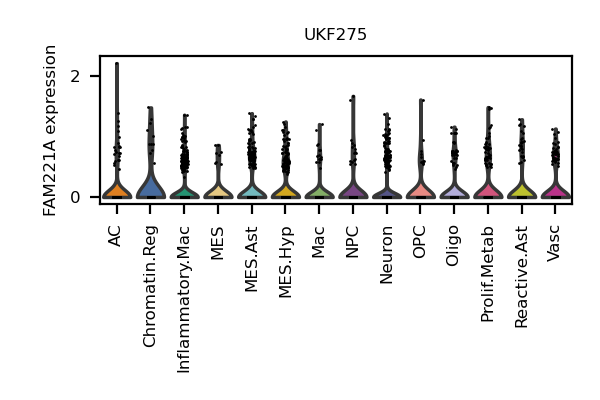 UKF275
FAM221A expression
2
0
AC
Chromatin.Reg
Inflammatory.Mac
MES
MES.Ast
MES.Hyp
Mac
NPC
Neuron
OPC
Oligo
Prolif.Metab
Reactive.Ast
Vasc